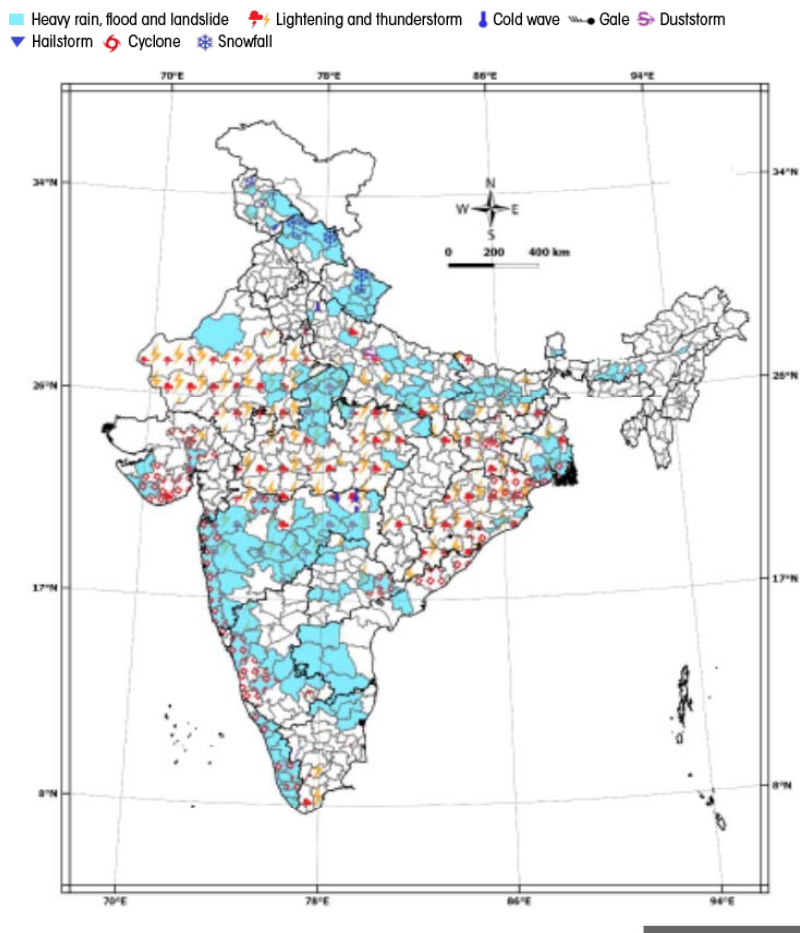 Heavy rain, flood and landslide Lightening and thunderstorm Cold wave Gale Duststorm
Hailstorm Cyclone Snowfall
70°E 78°E 86°E 94°E
34°N 34°N
N
W E
S
0 200 400 km
26°N 26°N
17°N 17°N
8°N 8°N
70°E 78°E 86°E 94°E